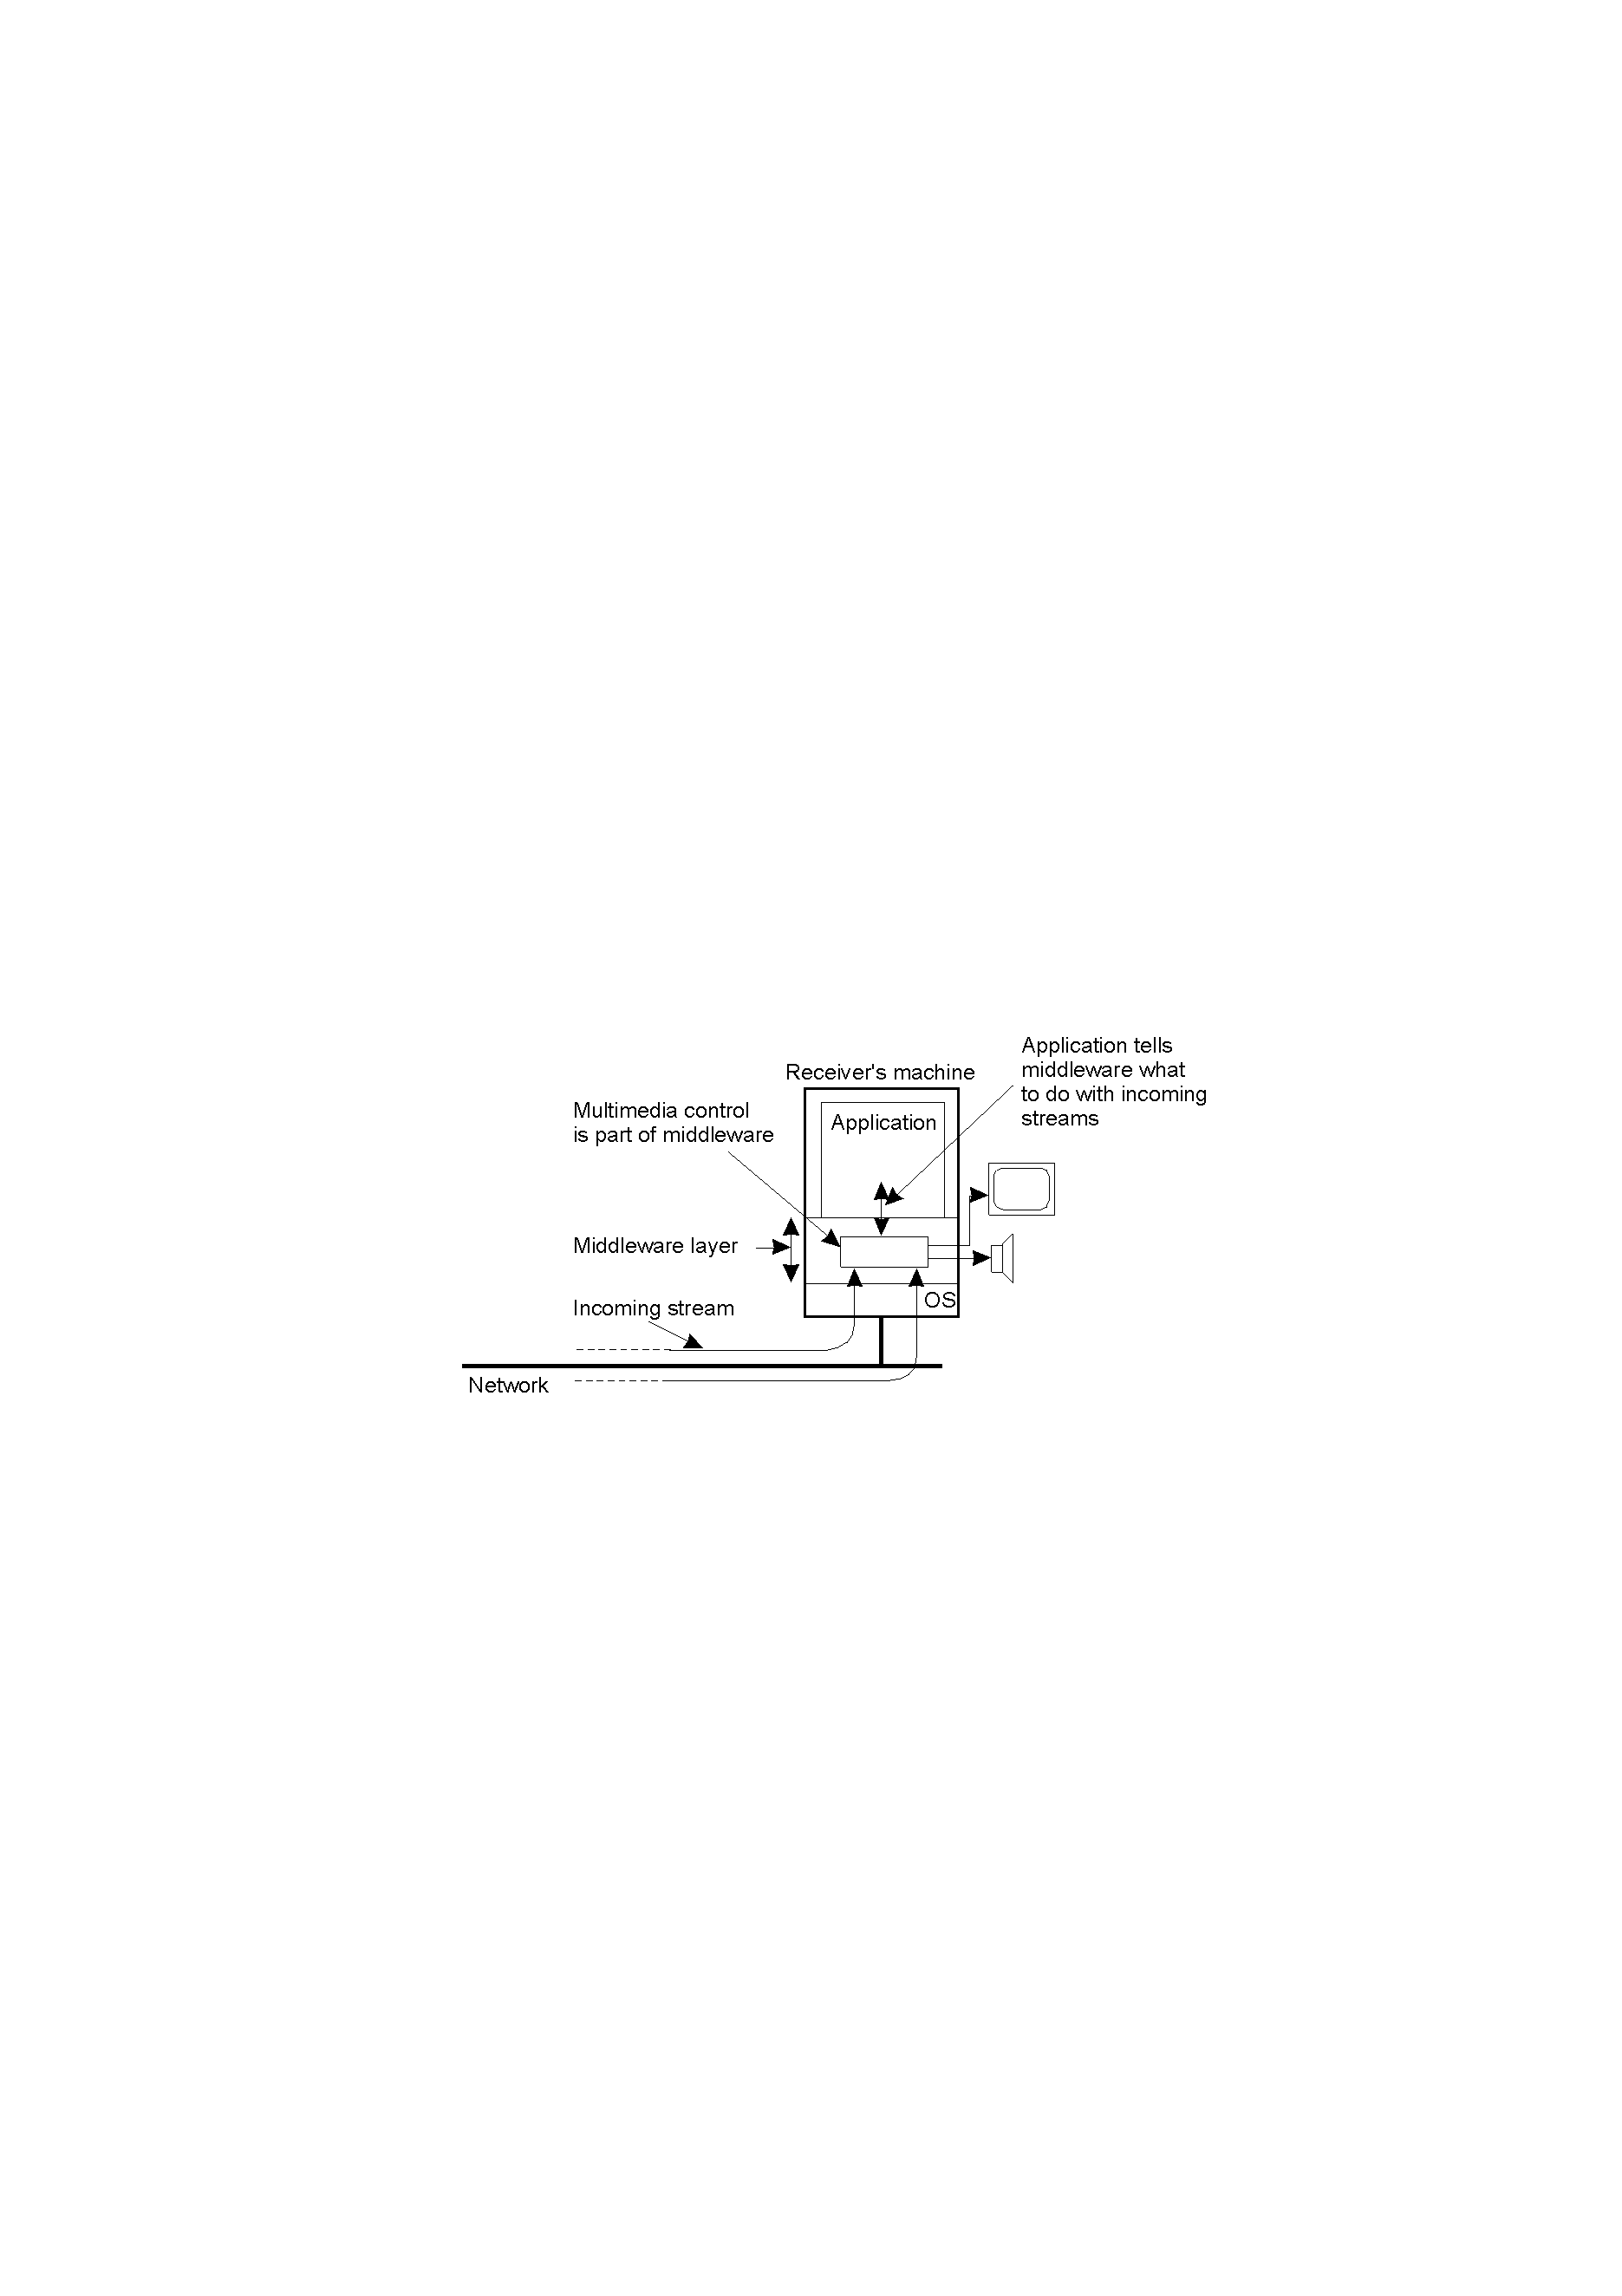 Application tells
middleware what
to do with incoming
streams
Receiver's machine
Multimedia control
is part of middleware
Application
Middleware layer
Incoming stream
OS
Network